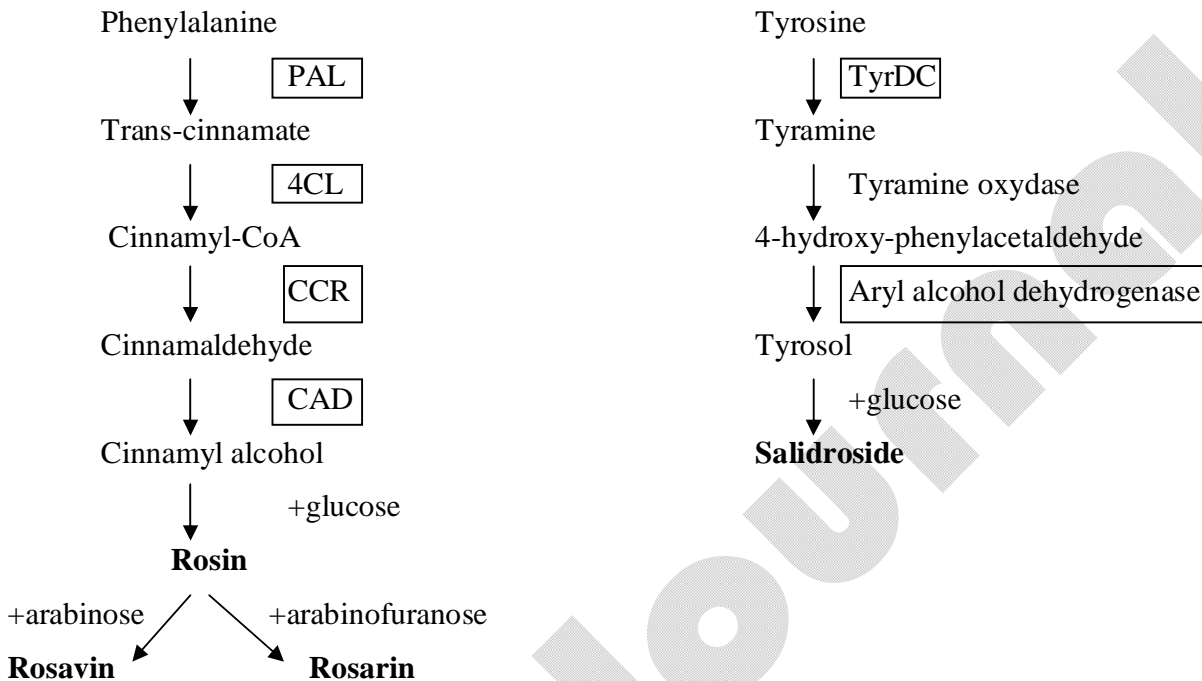 Phenylalanine
PAL
Trans-cinnamate
4CL
Cinnamyl-CoA
CCR
Cinnamaldehyde
CAD
Cinnamyl alcohol
+glucose
Rosin
+arabinose +arabinofuranose
Rosavin Rosarin
Tyrosine
TyrDC
Tyramine
Tyramine oxydase
4-hydroxy-phenylacetaldehyde
Aryl alcohol dehydrogenase
Tyrosol
+glucose
Salidroside
Journal